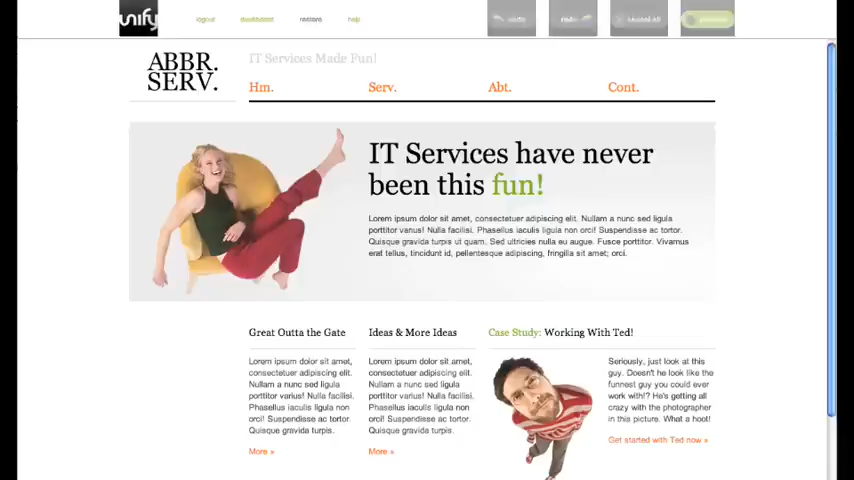 unify
logout
dashboard
restore
help
ABBR.
SERV.
IT Services Made Fun!
Hm.
Serv.
Abt.
Cont.
IT Services have never
been this fun!
Lorem ipsum dolor sit amet, consectetuer adipiscing elit. Nullam a nunc sed ligula
porttitor varius! Nulla facilisi. Phasellus iaculis ligula non orci! Suspendisse ac tortor.
Quisque gravida turpis ut quam. Sed ultricies nulla eu augue. Fusce porttitor. Vivamus
erat tellus, tincidunt id, pellentesque adipiscing, fringilla sit amet; orci.
Great Outta the Gate
Lorem ipsum dolor sit amet,
consectetuer adipiscing elit.
Nullam a nunc sed ligula
porttitor varius! Nulla facilisi.
Phasellus iaculis ligula non
orci! Suspendisse ac tortor.
Quisque gravida turpis.
More »
Ideas & More Ideas
Lorem ipsum dolor sit amet,
consectetuer adipiscing elit.
Nullam a nunc sed ligula
porttitor varius! Nulla facilisi.
Phasellus iaculis ligula non
orci! Suspendisse ac tortor.
Quisque gravida turpis.
More »
Case Study: Working With Ted!
Seriously, just look at this
guy. Doesn't he look like the
funnest guy you could ever
work with!? He's getting all
crazy with the photographer
in this picture. What a hoot!
Get started with Ted now »